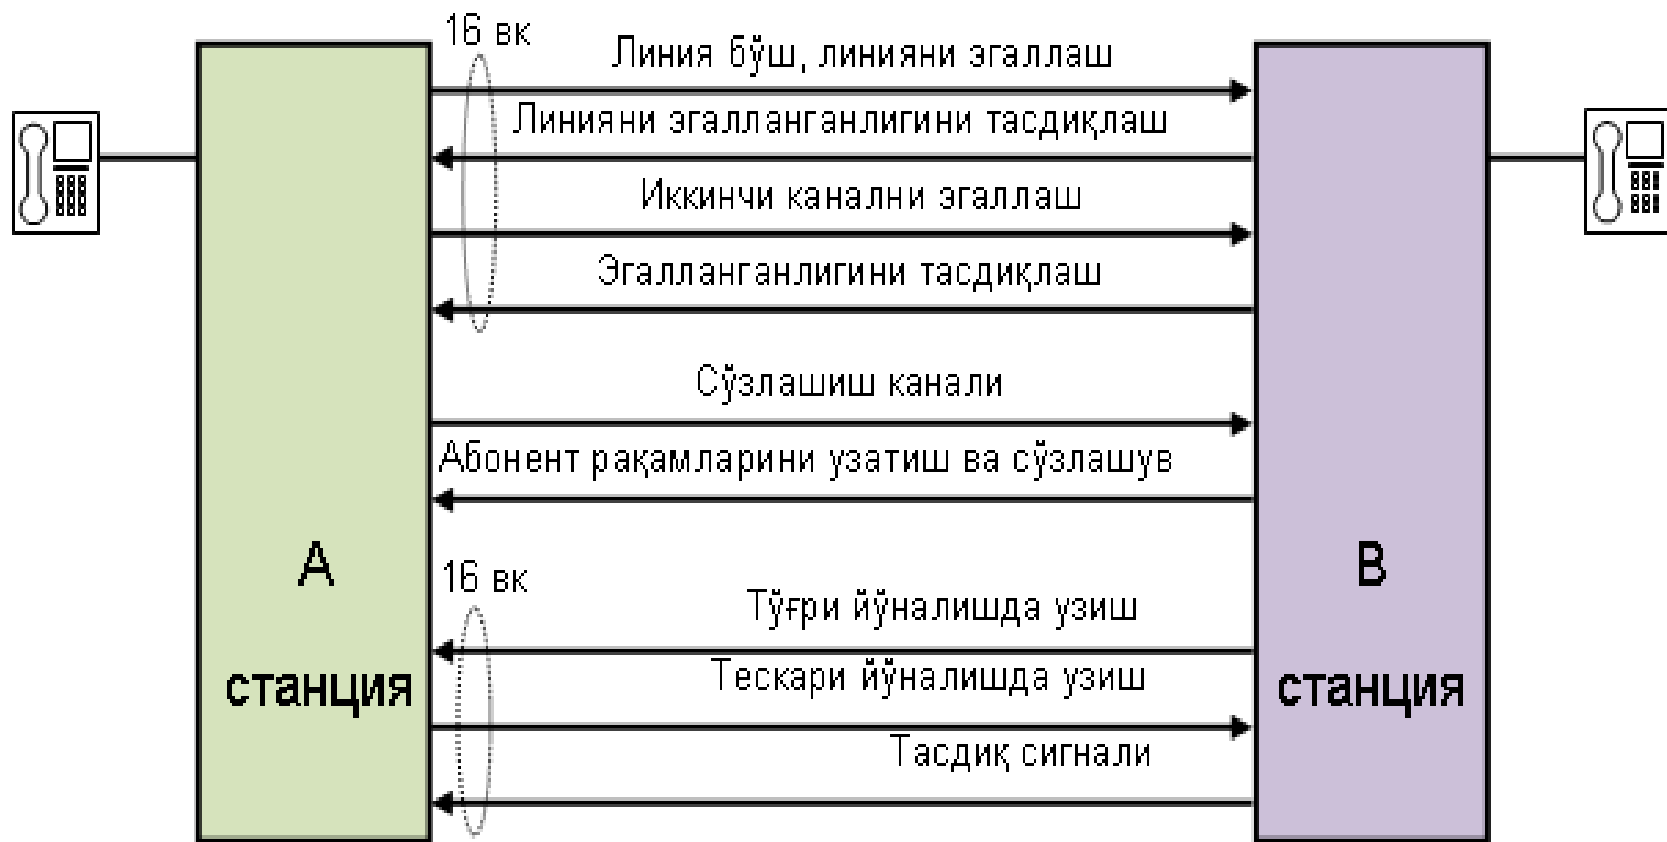 16 вк
Линия бўш, линияни эгаллаш
Линияни эгалланганлигини тасдиқлаш
Иккинчи канални эгаллаш
Эгалланганлигини тасдиқлаш
Сўзлашиш канали
Абонент рақамларини узатиш ва сўзлашув
А
станция
В
станция
16 вк
Тўғри йўналишда узиш
Тескари йўналишда узиш
Тасдиқ сигнали